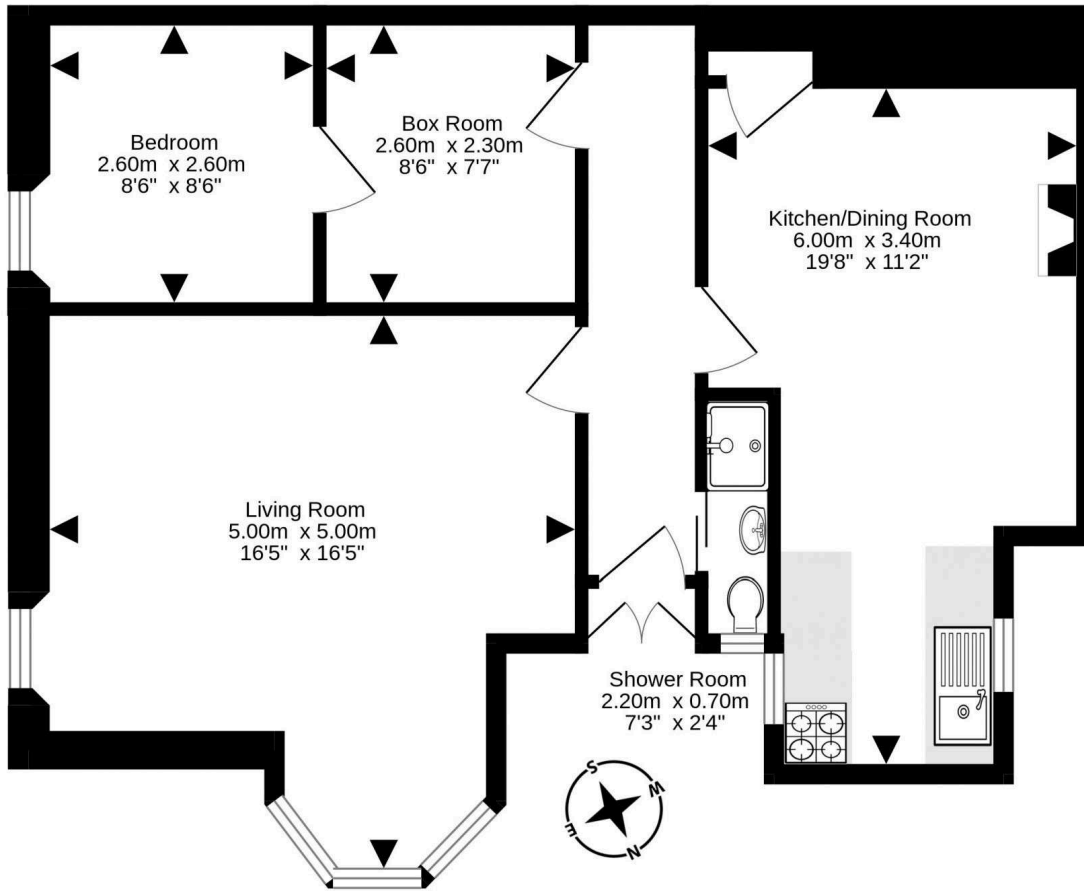 Bedroom
2.60m x 2.60m
8'6" x 8'6"
Box Room
2.60m x 2.30m
8'6" x 7'7"
Kitchen/Dining Room
6.00m x 3.40m
19'8" x 11'2"
Living Room
5.00m x 5.00m
16'5" x 16'5"
Shower Room
2.20m x 0.70m
7'3" x 2'4"
S
W
E
N